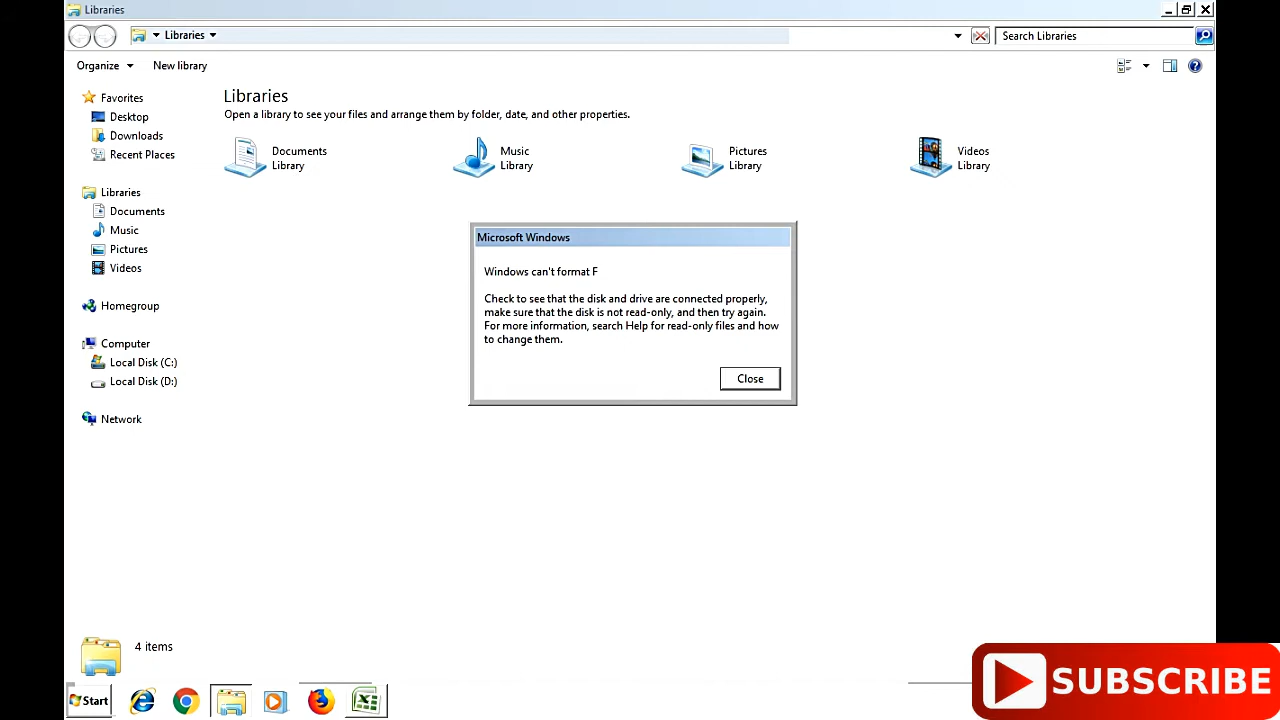 Libraries
Libraries
Search Libraries
Organize
New library
Favorites
Desktop
Downloads
Recent Places
Libraries
Documents
Music
Pictures
Videos
Homegroup
Computer
Local Disk (C:)
Local Disk (D:)
Network
Libraries
Open a library to see your files and arrange them by folder, date, and other properties.
Documents
Library
Music
Library
Pictures
Library
Videos
Library
Microsoft Windows
Windows can't format F
Check to see that the disk and drive are connected properly,
make sure that the disk is not read-only, and then try again.
For more information, search Help for read-only files and how
to change them.
Close
4 items
Start
SUBSCRIBE